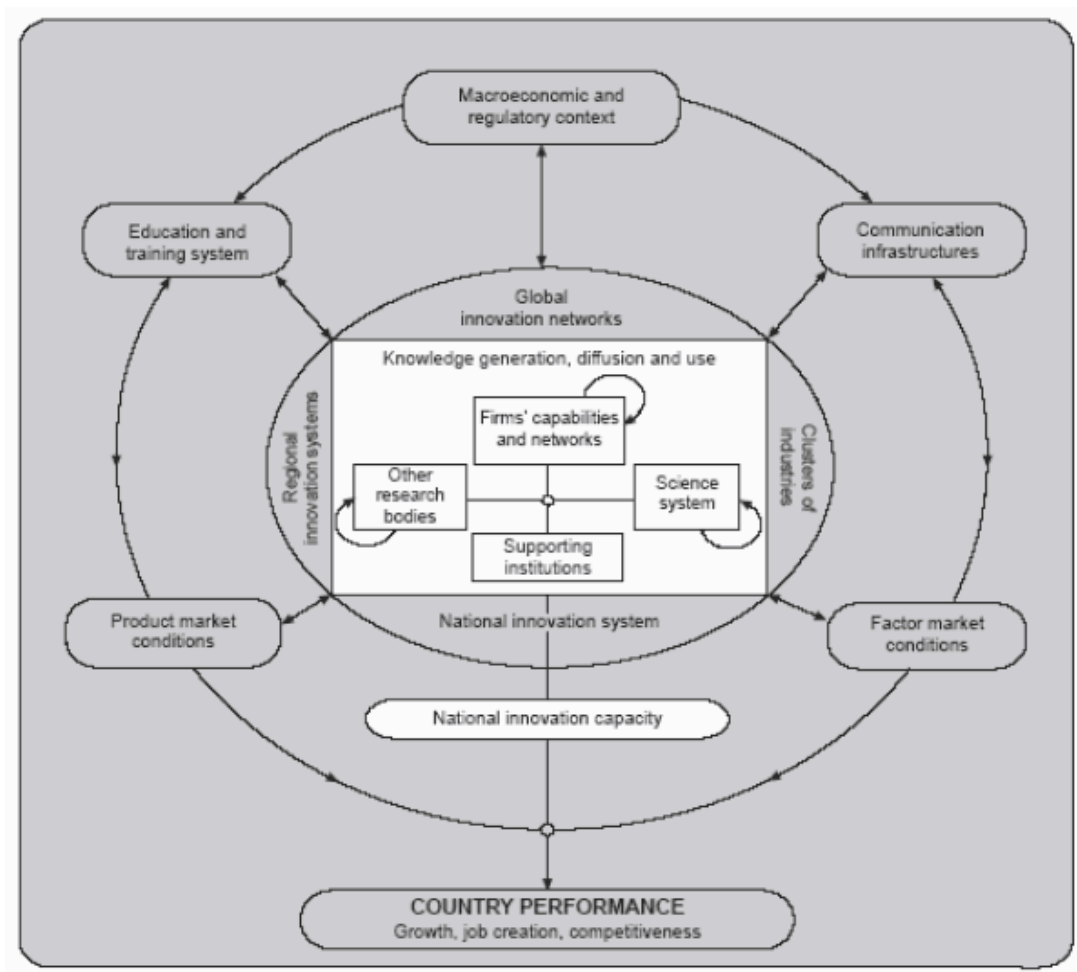 Macroeconomic and
regulatory context
Education and
training system
Communication
infrastructures
Global
innovation networks
Knowledge generation, diffusion and use
Regional
innovation systems
Firms' capabilities
and networks
Clusters of
industries
Other
research
bodies
Science
system
Supporting
institutions
Product market
conditions
National innovation system
Factor market
conditions
National innovation capacity
COUNTRY PERFORMANCE
Growth, job creation, competitiveness